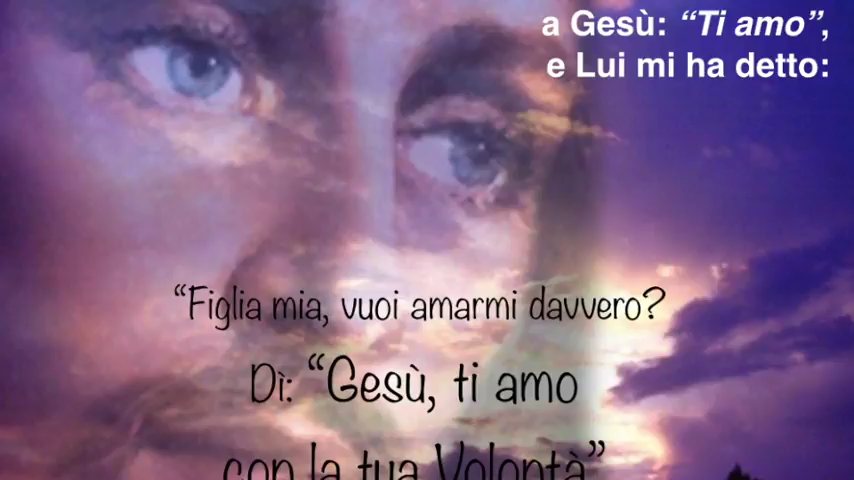 a Gesù: “Ti amo”,
e Lui mi ha detto:
“Figlia mia, vuoi amarmi davvero?
Dì: “Gesù, ti amo
con la tua Volontà”